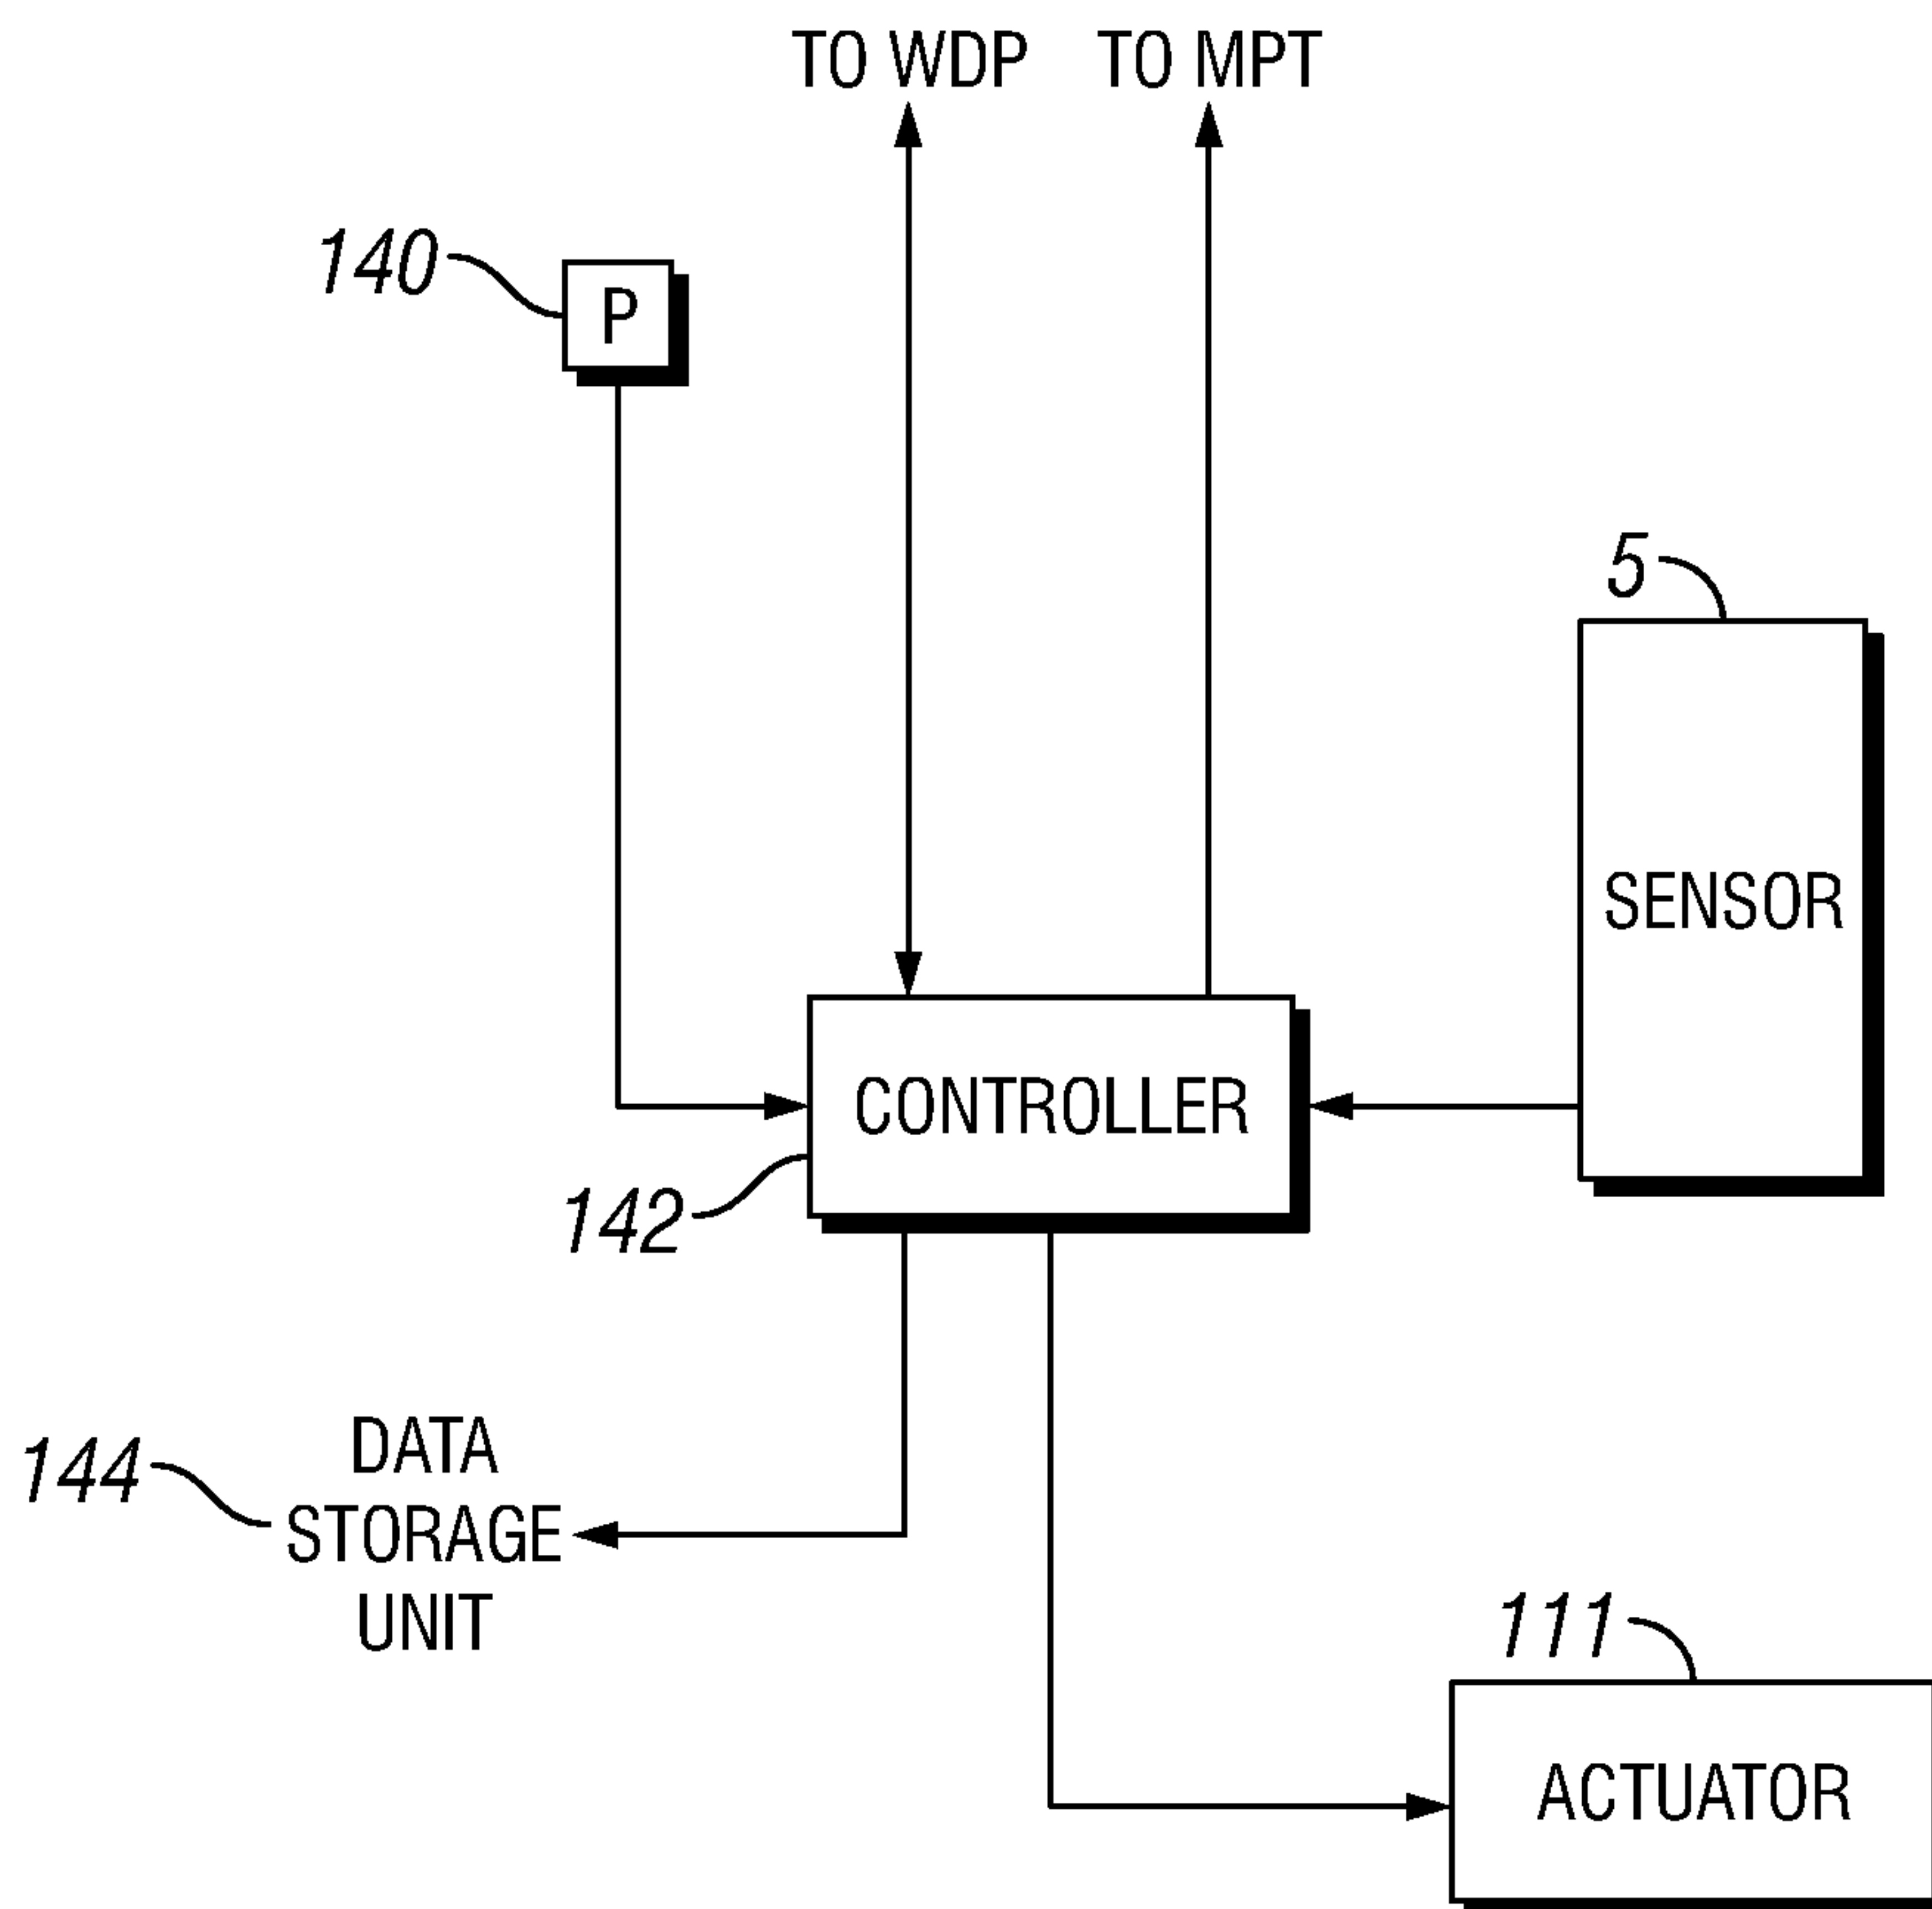 TO WDP TO MPT
140
P
5
SENSOR
CONTROLLER
142
144
DATA
STORAGE
UNIT
111
ACTUATOR